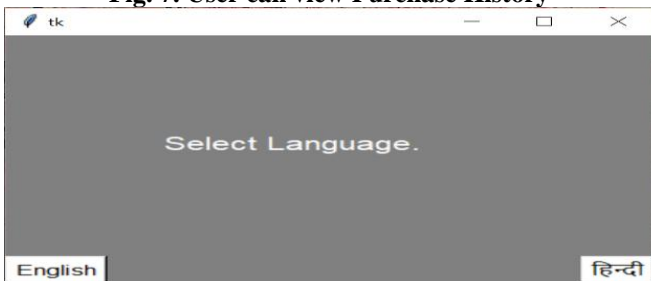 Fig. 7. User can view Purchase History
tk
Select Language.
English
हिन्दी